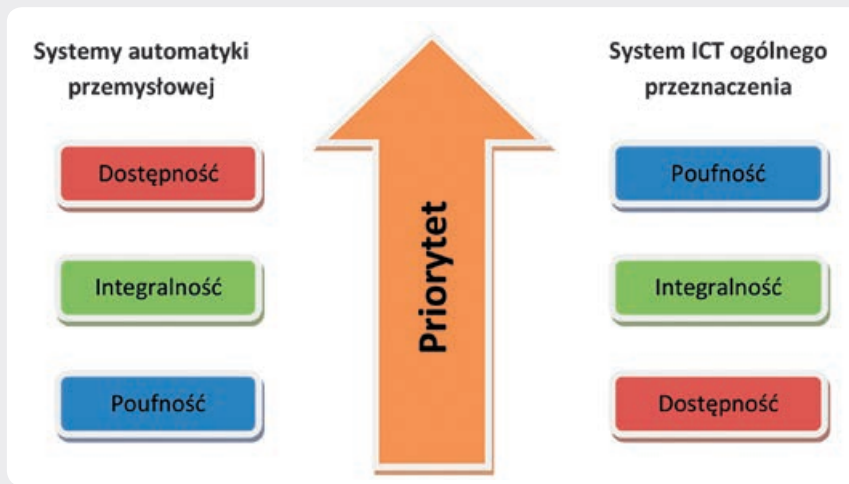 Systemy automatyki
przemysłowej
Dostępność
Integralność
Poufność
Priorytet
System ICT ogólnego
przeznaczenia
Poufność
Integralność
Dostępność